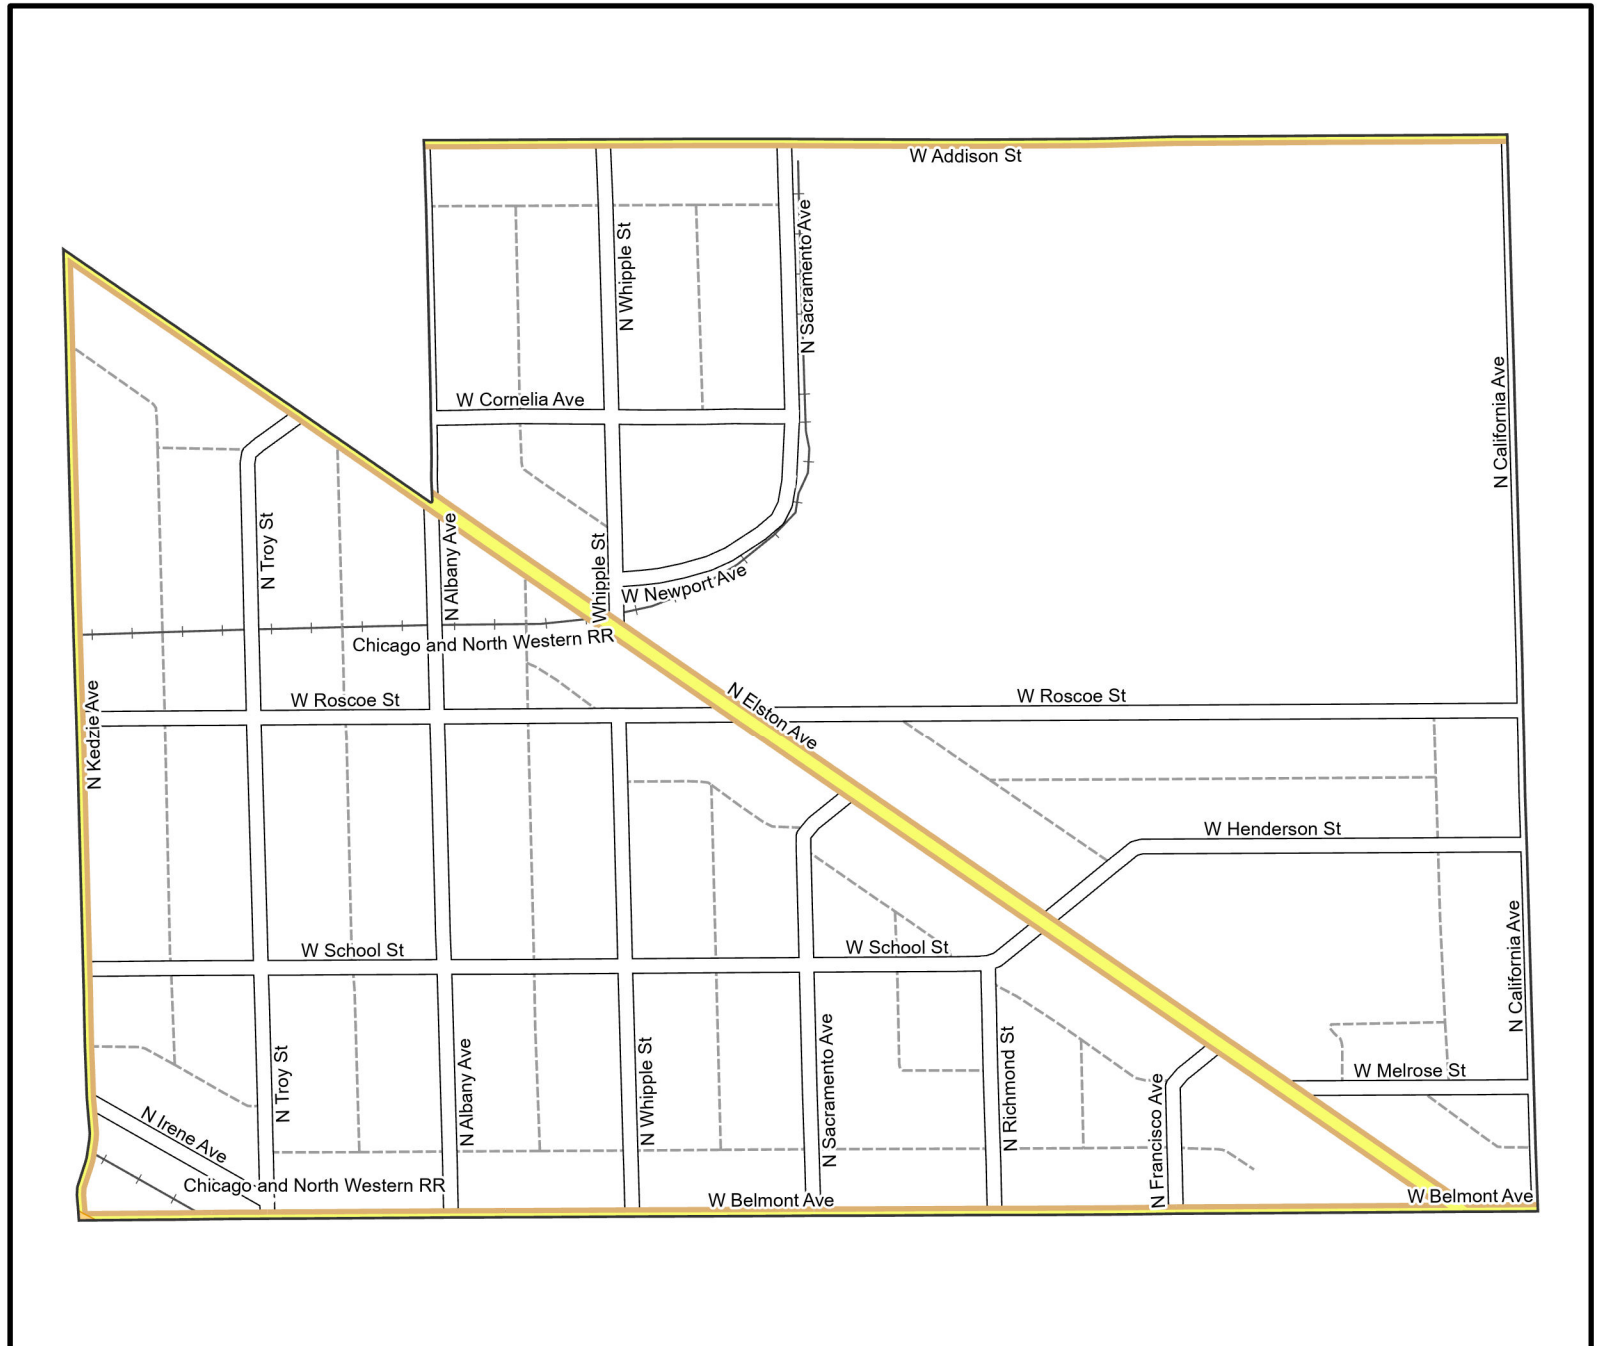 W Addison St
N Whipple St
N Sacramento Ave
N California Ave
W Cornelia Ave
N Troy St
N Albany Ave
Whipple St
W Newport Ave
Chicago and North Western RR
N Kedzie Ave
W Roscoe St
N Elston Ave
W Roscoe St
W Henderson St
W School St
W School St
N California Ave
N Troy St
N Albany Ave
N Whipple St
N Sacramento Ave
N Richmond St
N Francisco Ave
W Melrose St
N Irene Ave
Chicago and North Western RR
W Belmont Ave
W Belmont Ave